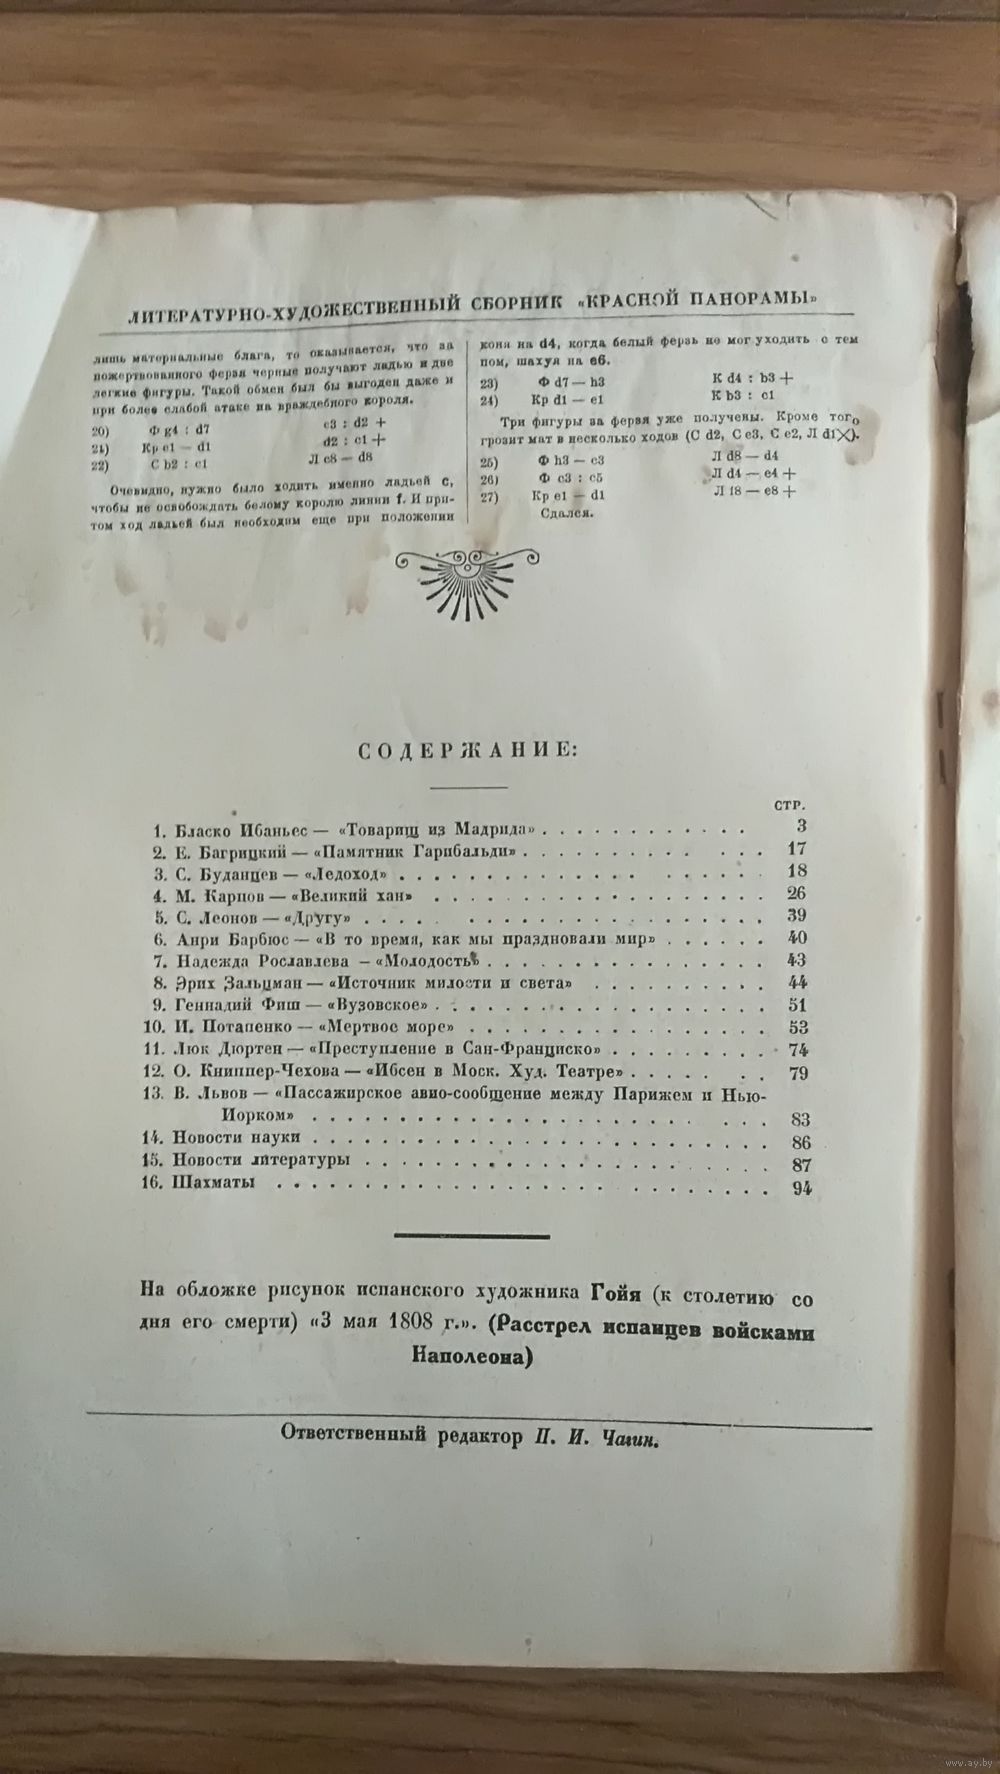 ЛИТЕРАТУРНО-ХУДОЖЕСТВЕННЫЙ СБОРНИК «КРАСНОЙ ПАНОРАМЫ»
лишь материальные блага, то оказывается, что за
пожертвованного ферзя черные получают ладью и две
легкие фигуры. Такой обмен был бы выгоден даже и
при более слабой атаке на враждебного короля.
20) Ф g4 : d7 e3 : d2 +
21) Кр e1 — d1 d2 : c1 +
22) С b2 : c1 Л c8 — d8
Очевидно, нужно было ходить именно ладьей с,
чтобы не освобождать белому королю линии f. И при-
том ход ладьей был необходим еще при положении
коня на d4, когда белый ферзь не мог уходить с тем
пом, шахуя на e6.
23) Ф d7 — h3 К d4 : b3 +
24) Кр d1 — e1 К b3 : c1
Три фигуры за ферзя уже получены. Кроме того
грозит мат в несколько ходов (С d2, С e3, С e2, Л d1X).
25) Ф h3 — c3 Л d8 — d4
26) Ф c3 : c5 Л d4 — e4 +
27) Кр e1 — d1 Л f8 — e8 +
Сдался.
СОДЕРЖАНИЕ:
СТР.
1. Бласко Ибаньес — «Товарищ из Мадрида» . . . . . . . . . . . . 3
2. Е. Багрицкий — «Памятник Гарибальди» . . . . . . . . . . . . 17
3. С. Буданцев — «Ледоход» . . . . . . . . . . . . . . . . . 18
4. М. Карпов — «Великий хан» . . . . . . . . . . . . . . . . 26
5. С. Леонов — «Другу» . . . . . . . . . . . . . . . . . . . 39
6. Анри Барбюс — «В то время, как мы праздновали мир» . . . . . . 40
7. Надежда Рославлева — «Молодость» . . . . . . . . . . . . . . 43
8. Эрих Зальцман — «Источник милости и света» . . . . . . . . . 44
9. Геннадий Фиш — «Вузовское» . . . . . . . . . . . . . . . . 51
10. И. Потапенко — «Мертвое море» . . . . . . . . . . . . . . . 53
11. Люк Дюртен — «Преступление в Сан-Франциско» . . . . . . . . 74
12. О. Книппер-Чехова — «Ибсен в Моск. Худ. Театре» . . . . . . . 79
13. В. Львов — «Пассажирское авио-сообщение между Парижем и Нью-
Иорком» . . . . . . . . . . . . . . . . . . . . . . 83
14. Новости науки . . . . . . . . . . . . . . . . . . . . . . 86
15. Новости литературы . . . . . . . . . . . . . . . . . . . 87
16. Шахматы . . . . . . . . . . . . . . . . . . . . . . . . 94
На обложке рисунок испанского художника Гойя (к столетию со
дня его смерти) «3 мая 1808 г.». (Расстрел испанцев войсками
Наполеона)
Ответственный редактор П. И. Чагин.
www.ay.by